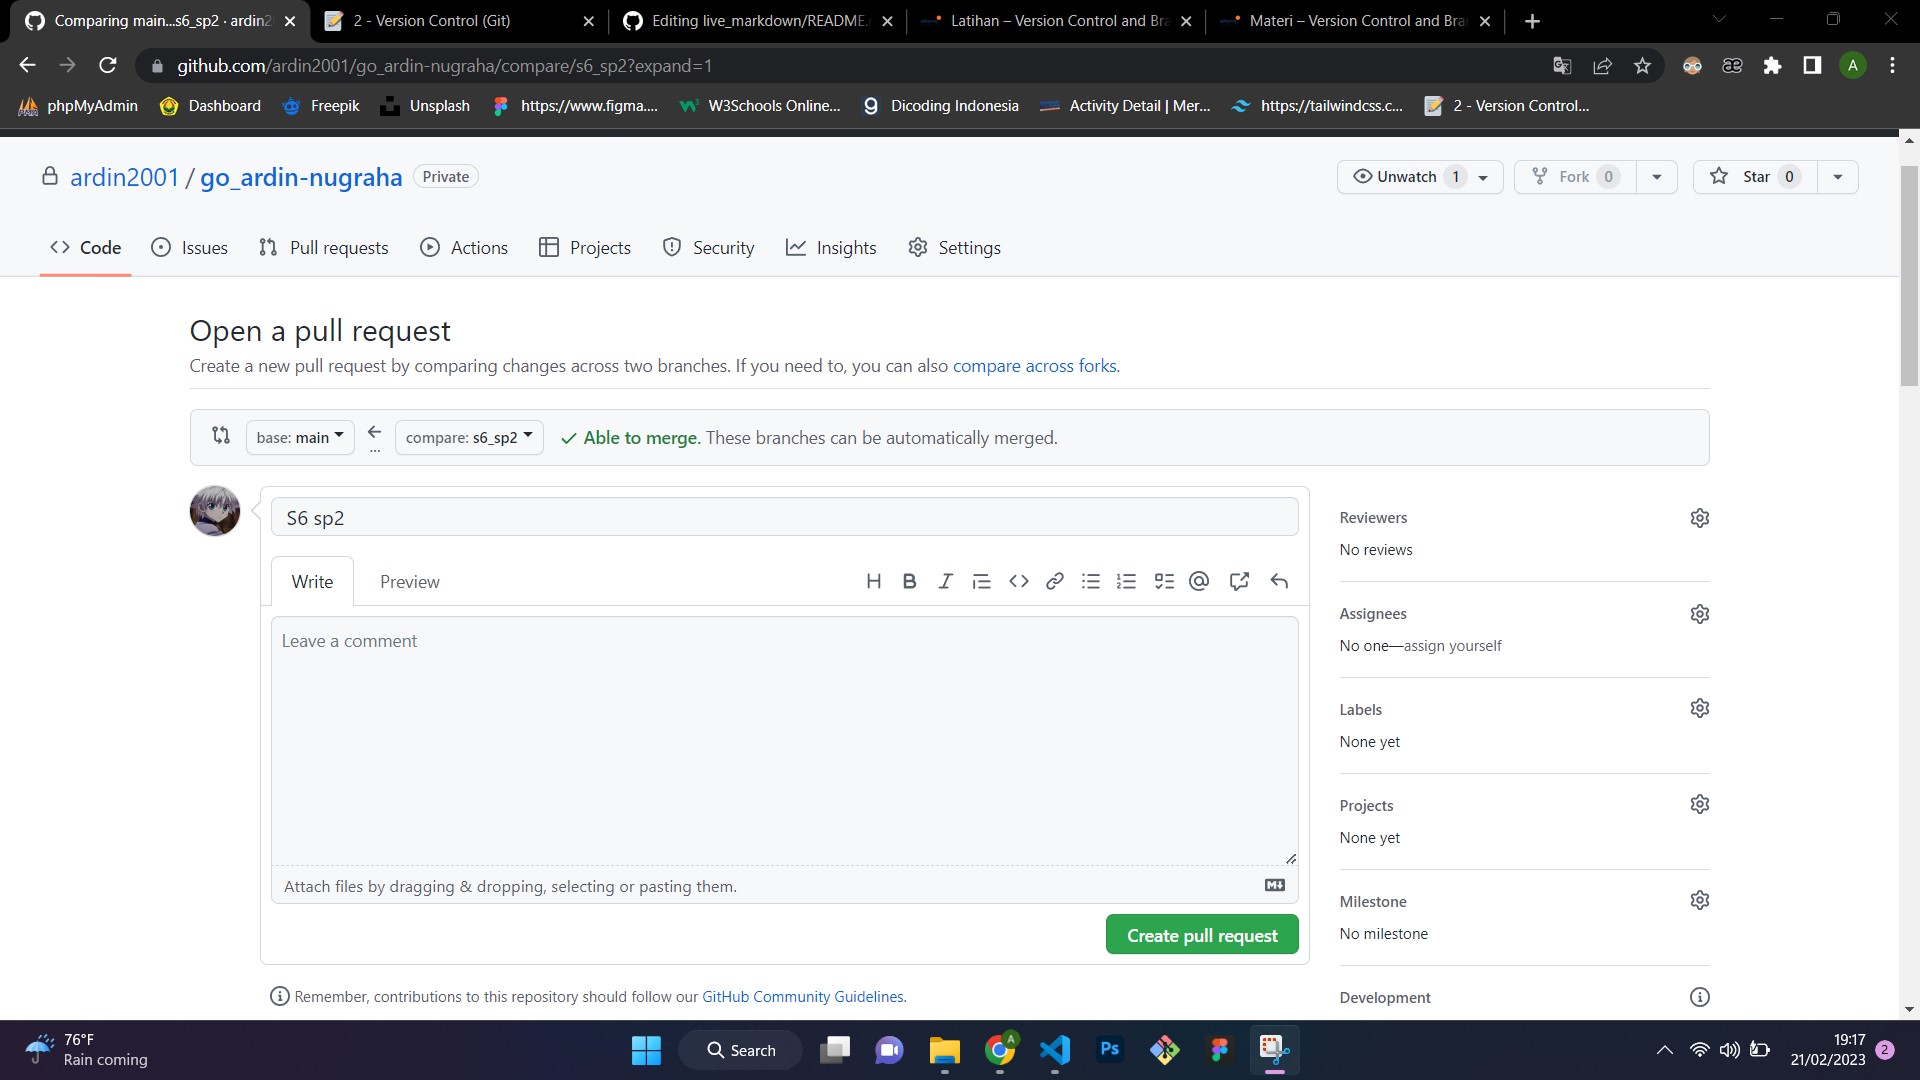 Comparing main...s6_sp2 · ardin2
2 - Version Control (Git)
Editing live_markdown/README.
Latihan – Version Control and Bra
Materi – Version Control and Bra
github.com/ardin2001/go_ardin-nugraha/compare/s6_sp2?expand=1
A
phpMyAdmin
Dashboard
Freepik
Unsplash
https://www.figma....
W3Schools Online...
Dicoding Indonesia
Activity Detail | Mer...
https://tailwindcss.c...
2 - Version Control...
ardin2001 / go_ardin-nugraha Private
Unwatch 1
Fork 0
Star 0
Code
Issues
Pull requests
Actions
Projects
Security
Insights
Settings
Open a pull request
Create a new pull request by comparing changes across two branches. If you need to, you can also compare across forks.
base: main
...
compare: s6_sp2
Able to merge. These branches can be automatically merged.
S6 sp2
Write
Preview
Leave a comment
Attach files by dragging & dropping, selecting or pasting them.
Create pull request
Remember, contributions to this repository should follow our GitHub Community Guidelines.
Reviewers
No reviews
Assignees
No one—assign yourself
Labels
None yet
Projects
None yet
Milestone
No milestone
Development
76°F
Rain coming
Search
A
Ps
19:17
21/02/2023
2